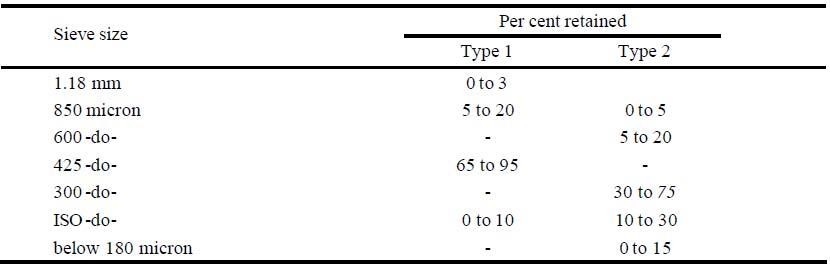 Per cent retained
Sieve size
Type 1 Type 2
1.18 mm 0 to 3
850 micron 5 to 20 0 to 5
600 -do- - 5 to 20
425 -do- 65 to 95 -
300 -do- - 30 to 75
ISO -do- 0 to 10 10 to 30
below 180 micron - 0 to 15